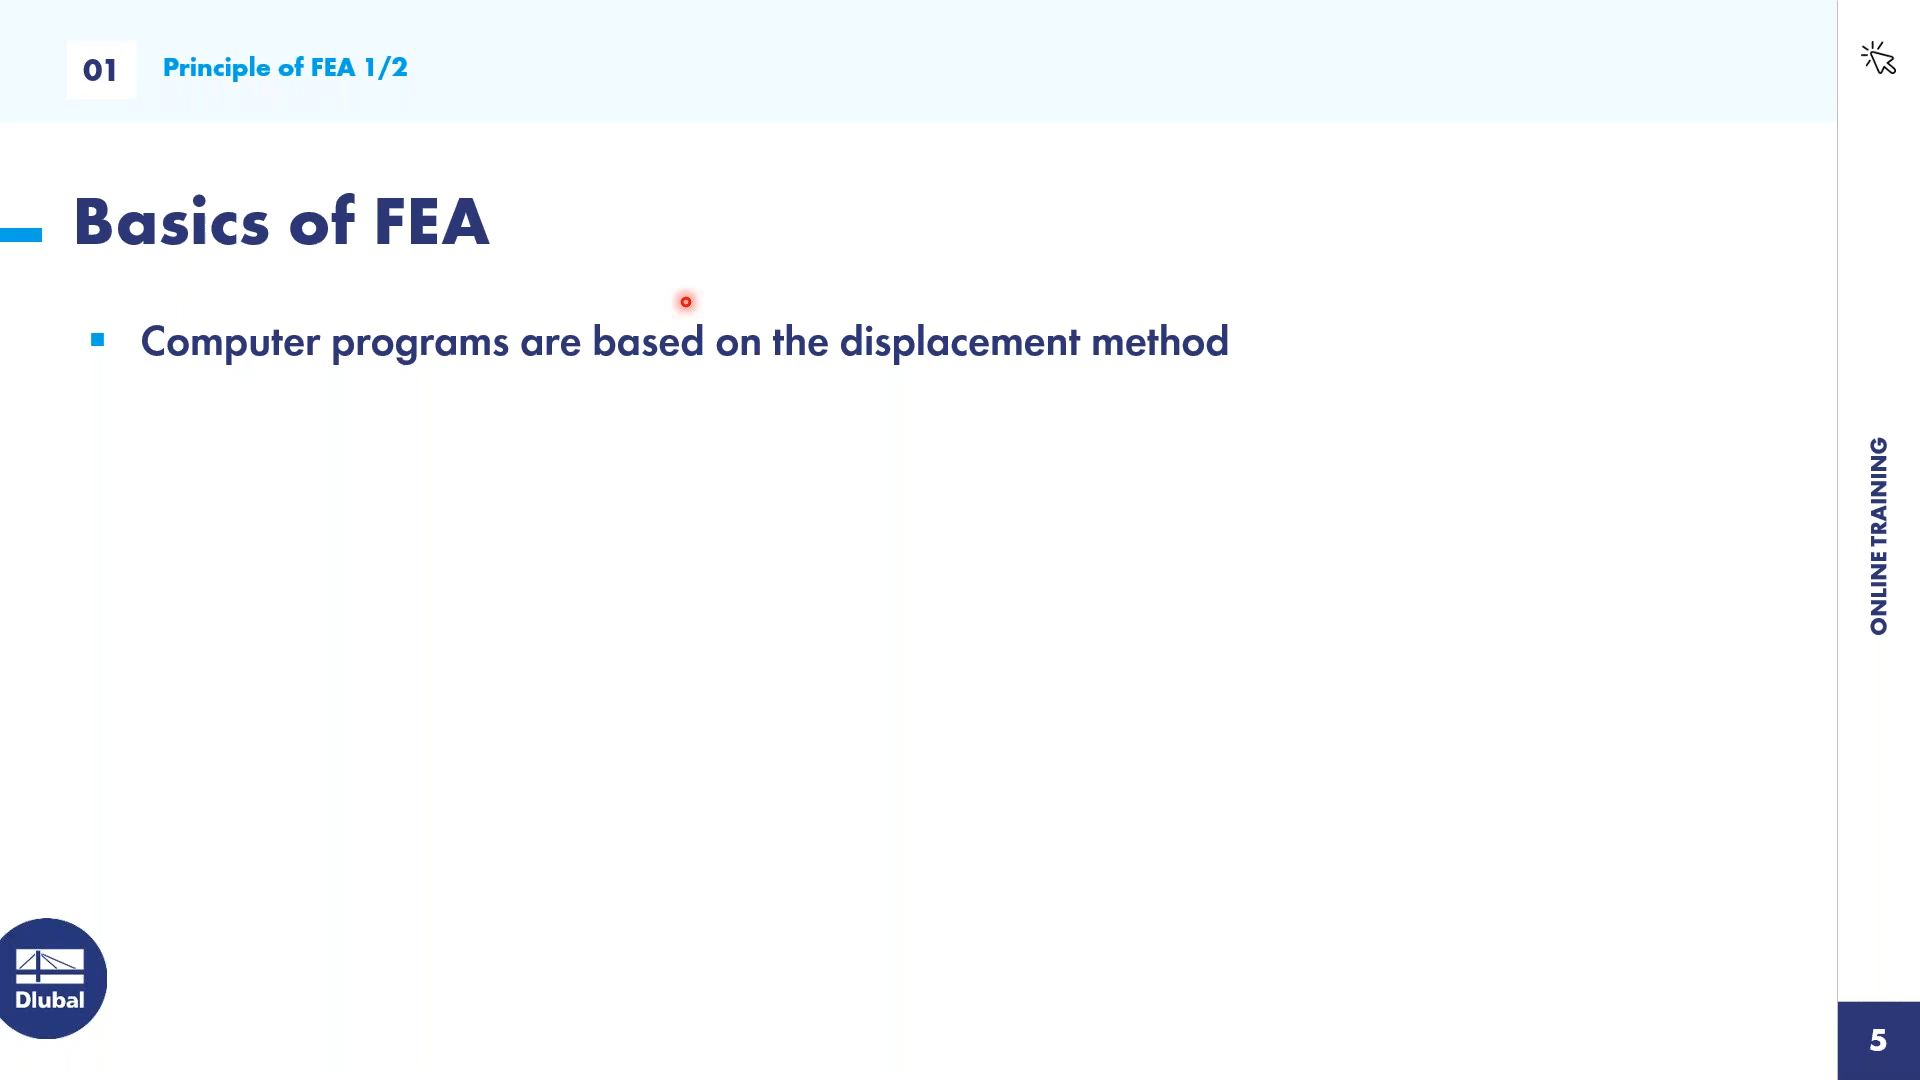 01
Principle of FEA 1/2
Basics of FEA
Computer programs are based on the displacement method
ONLINE TRAINING
Dlubal
5